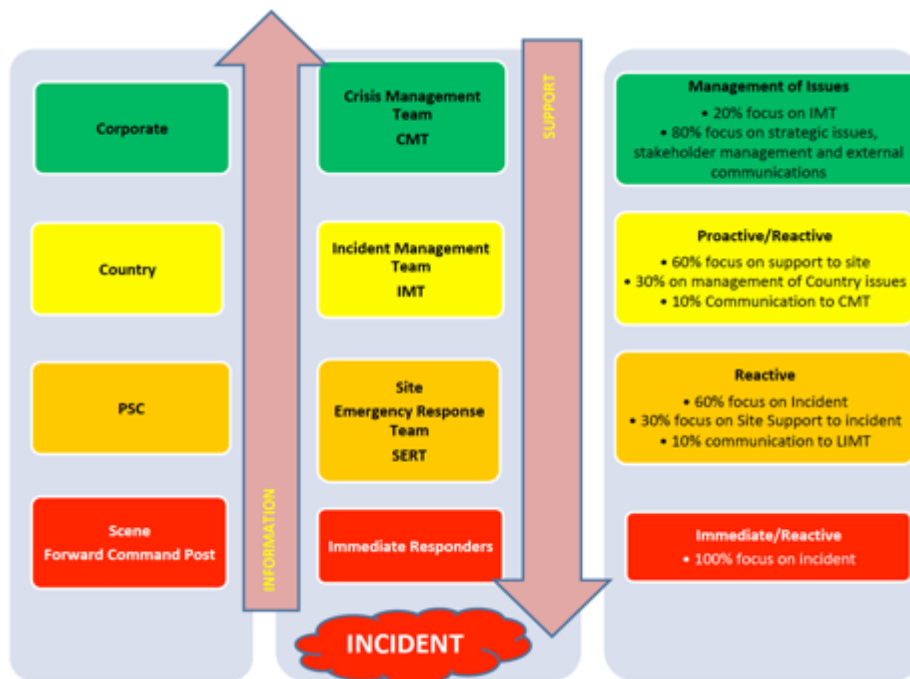 Corporate
Country
PSC
Scene
Forward Command Post
INFORMATION
Crisis Management
Team
CMT
Incident Management
Team
IMT
Site
Emergency Response
Team
SERT
Immediate Responders
INCIDENT
SUPPORT
Management of Issues
• 20% focus on IMT
• 80% focus on strategic issues,
stakeholder management and external
communications
Proactive/Reactive
• 60% focus on support to site
• 30% on management of Country issues
• 10% Communication to CMT
Reactive
• 60% focus on Incident
• 30% focus on Site Support to incident
• 10% communication to LIMT
Immediate/Reactive
• 100% focus on incident